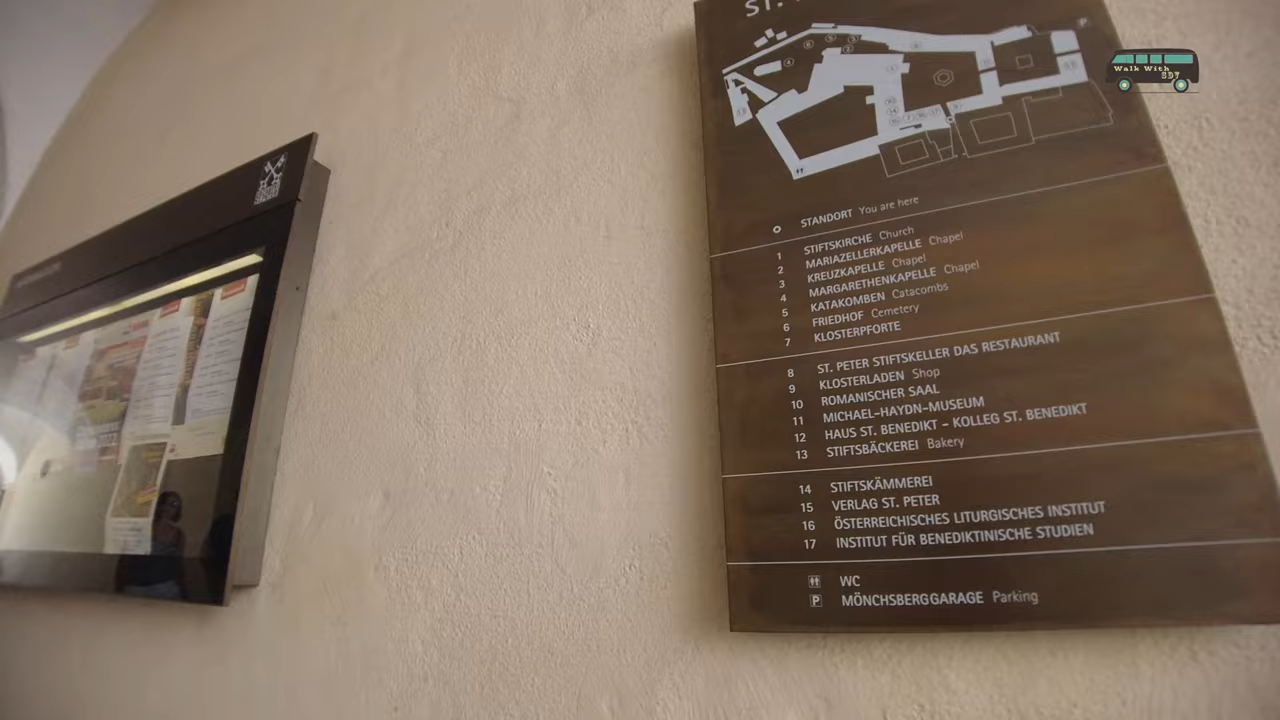 ST.
Walk With
SDV
STANDORT You are here
1 STIFTSKIRCHE Church
2 MARIAZELLERKAPELLE Chapel
3 KREUZKAPELLE Chapel
4 MARGARETHENKAPELLE Chapel
5 KATAKOMBEN Catacombs
6 FRIEDHOF Cemetery
7 KLOSTERPFORTE
8 ST. PETER STIFTSKELLER DAS RESTAURANT
9 KLOSTERLADEN Shop
10 ROMANISCHER SAAL
11 MICHAEL-HAYDN-MUSEUM
12 HAUS ST. BENEDIKT – KOLLEG ST. BENEDIKT
13 STIFTSBÄCKEREI Bakery
14 STIFTSKÄMMEREI
15 VERLAG ST. PETER
16 ÖSTERREICHISCHES LITURGISCHES INSTITUT
17 INSTITUT FÜR BENEDIKTINISCHE STUDIEN
WC
P MÖNCHSBERGGARAGE Parking